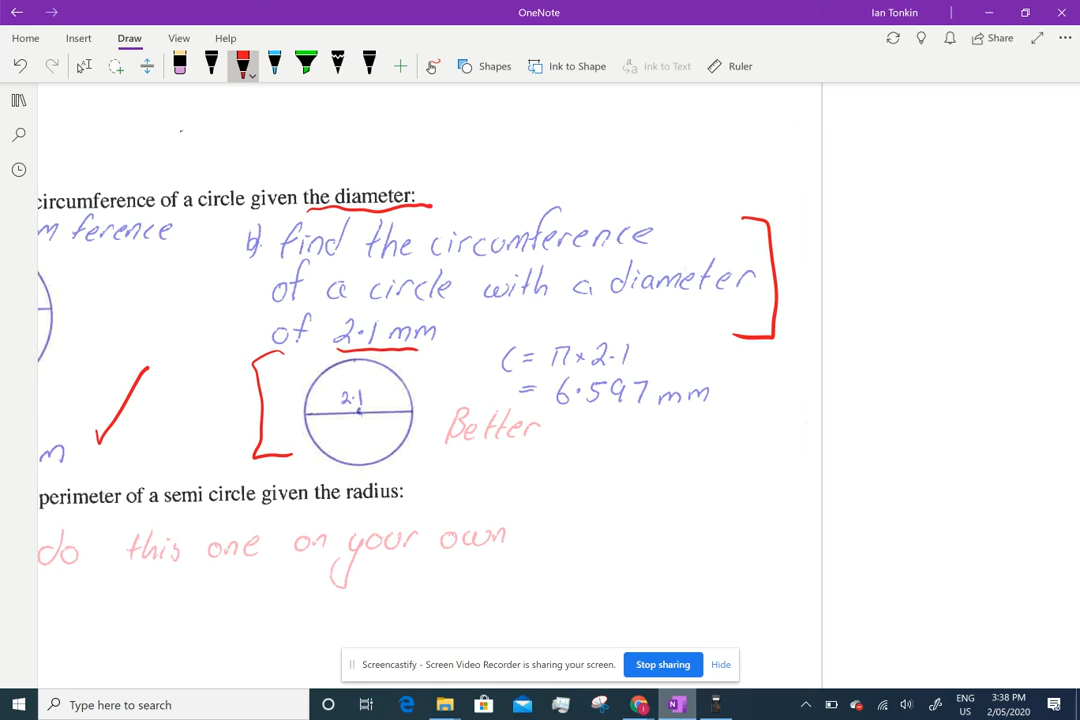 OneNote
Ian Tonkin
Home Insert Draw View Help
Share
Shapes
Ink to Shape
Ink to Text
Ruler
circumference of a circle given the diameter:
m ference
b). find the circumference
of a circle with a diameter
of 2.1 mm
C = π × 2.1
= 6.597 mm
2.1
Better
m
perimeter of a semi circle given the radius:
do this one on your own
Screencastify - Screen Video Recorder is sharing your screen.
Stop sharing
Hide
Type here to search
ENG
US
3:38 PM
2/05/2020